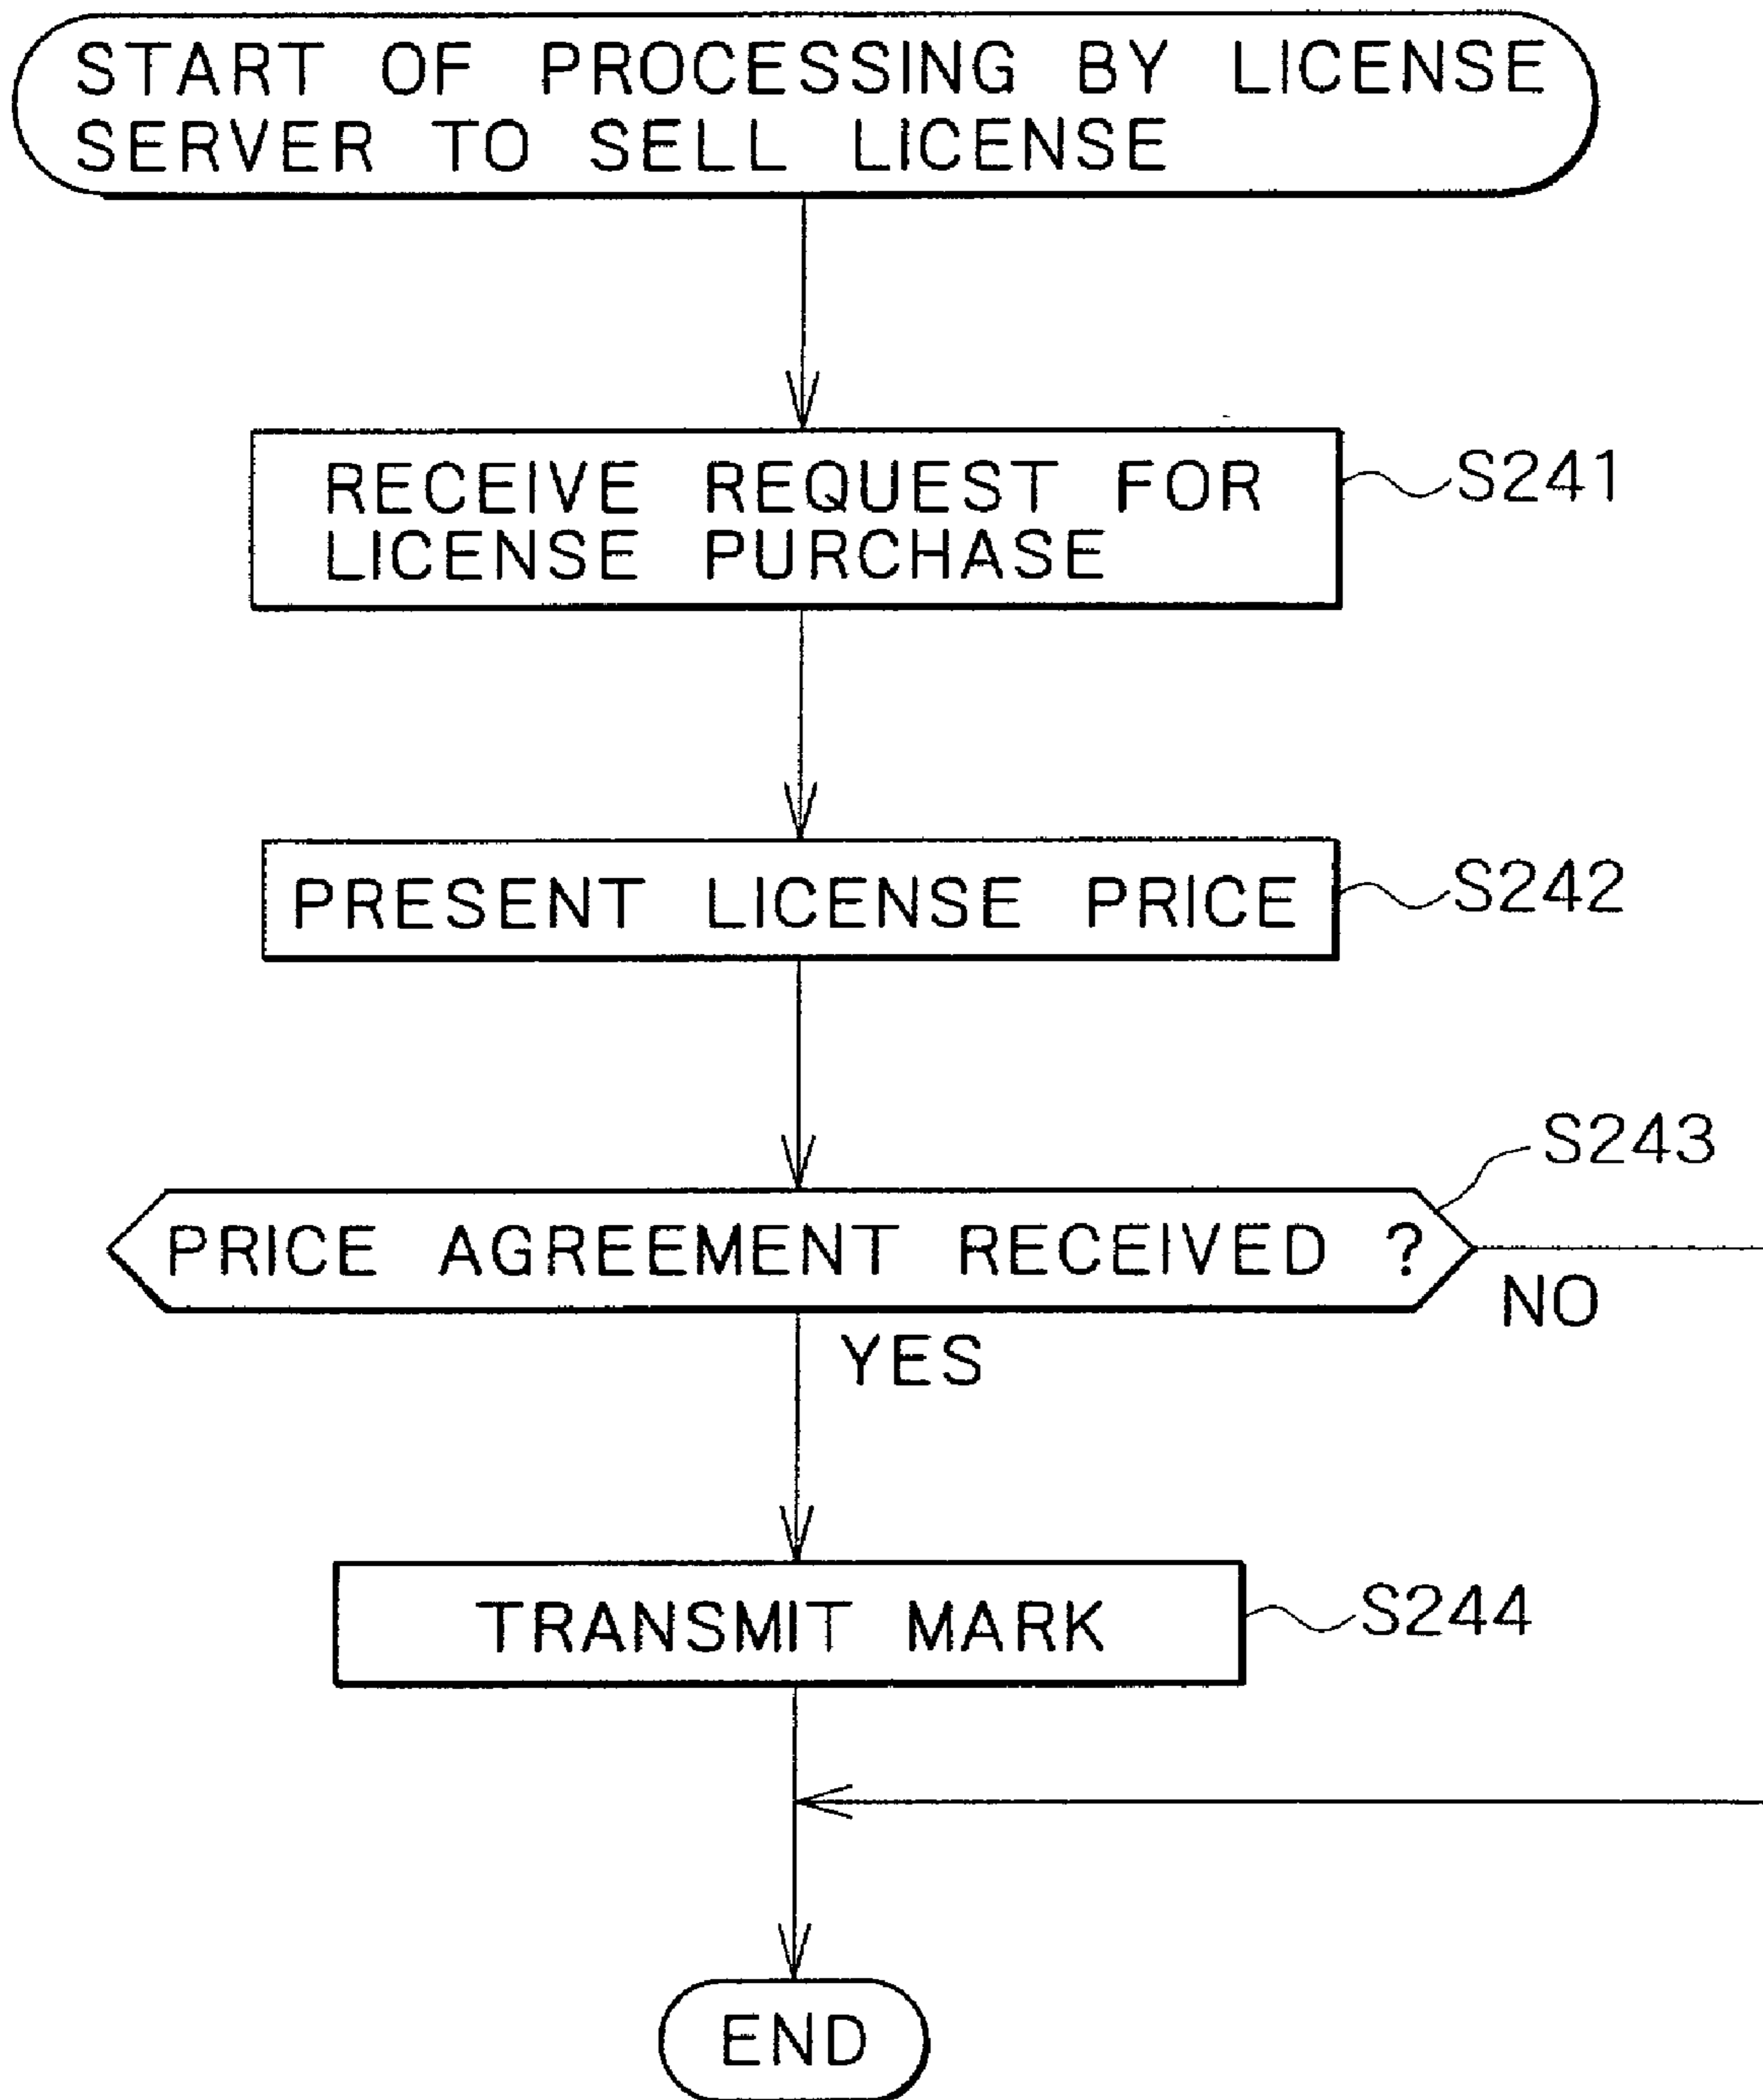 START OF PROCESSING BY LICENSE
SERVER TO SELL LICENSE
RECEIVE REQUEST FOR
LICENSE PURCHASE
S241
PRESENT LICENSE PRICE
S242
S243
PRICE AGREEMENT RECEIVED ?
NO
YES
TRANSMIT MARK
S244
END